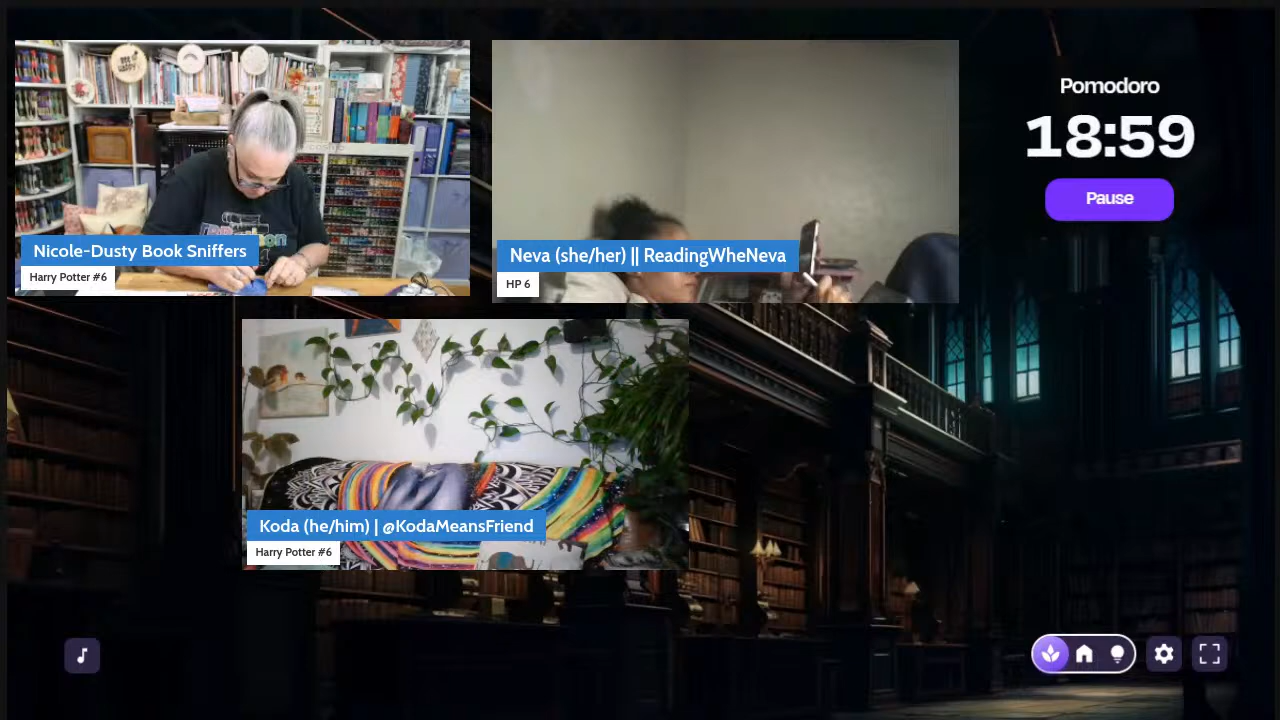 Nicole-Dusty Book Sniffers
Harry Potter #6
Neva (she/her) || ReadingWheNeva
HP 6
Pomodoro
18:59
Pause
Koda (he/him) | @KodaMeansFriend
Harry Potter #6